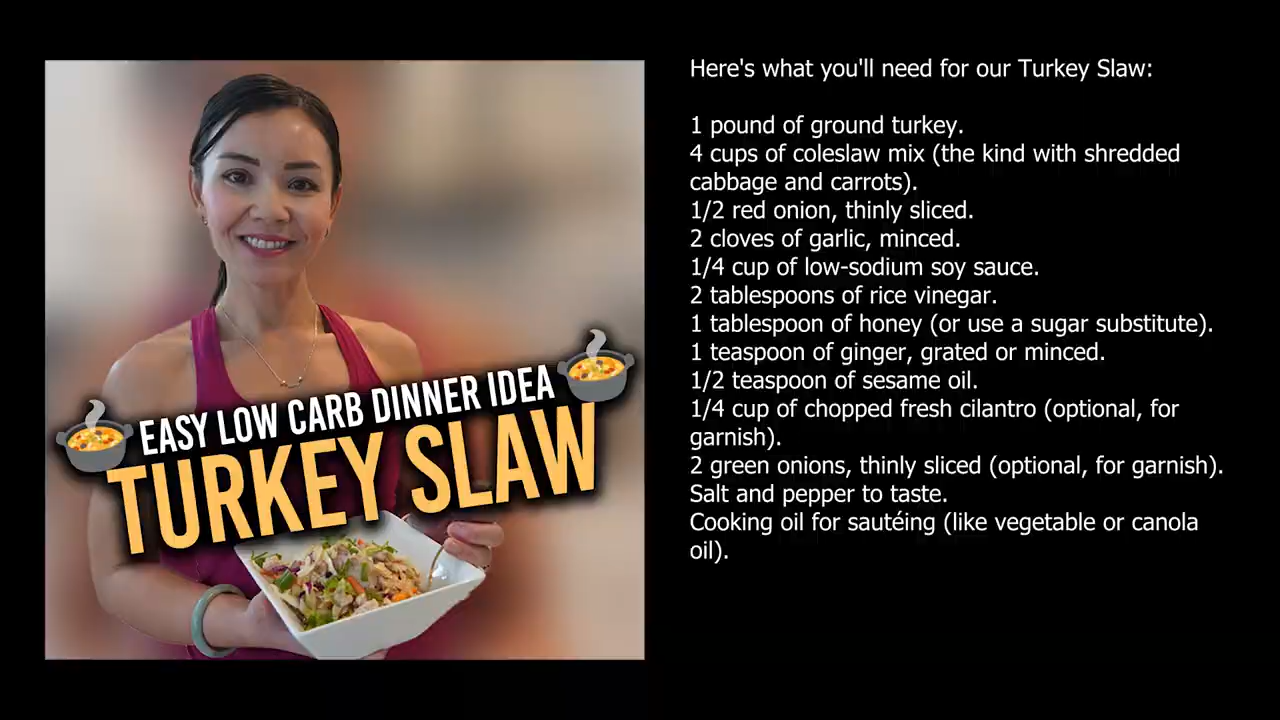 EASY LOW CARB DINNER IDEA
TURKEY SLAW
Here's what you'll need for our Turkey Slaw:
1 pound of ground turkey.
4 cups of coleslaw mix (the kind with shredded
cabbage and carrots).
1/2 red onion, thinly sliced.
2 cloves of garlic, minced.
1/4 cup of low-sodium soy sauce.
2 tablespoons of rice vinegar.
1 tablespoon of honey (or use a sugar substitute).
1 teaspoon of ginger, grated or minced.
1/2 teaspoon of sesame oil.
1/4 cup of chopped fresh cilantro (optional, for
garnish).
2 green onions, thinly sliced (optional, for garnish).
Salt and pepper to taste.
Cooking oil for sautéing (like vegetable or canola
oil).